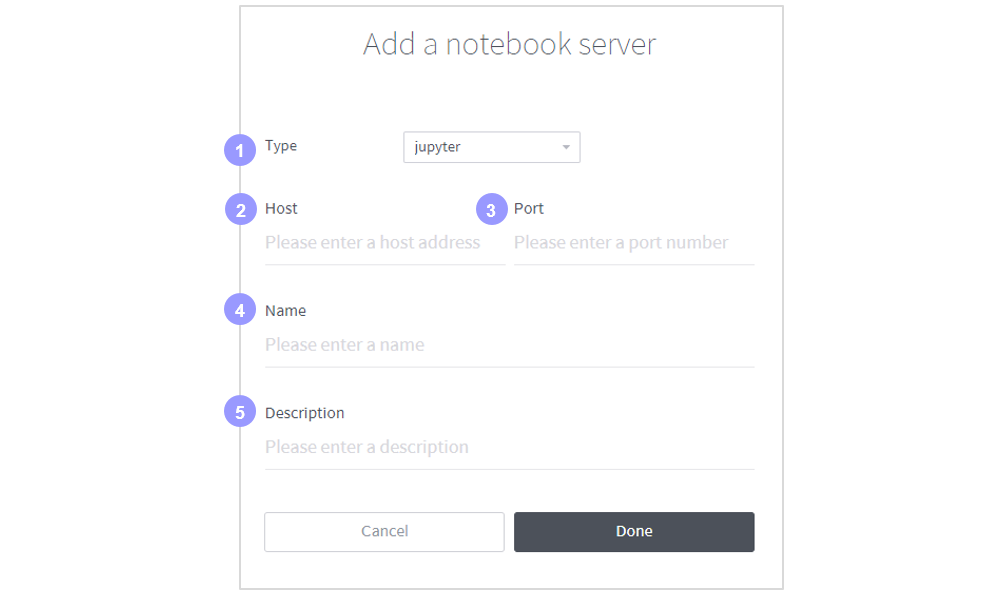 Add a notebook server
1 Type jupyter
2 Host 3 Port
Please enter a host address Please enter a port number
4 Name
Please enter a name
5 Description
Please enter a description
Cancel Done